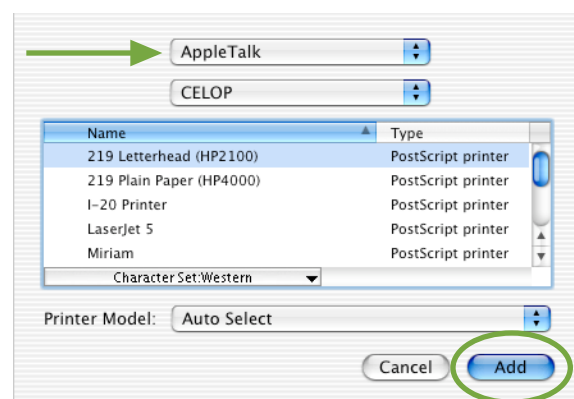 AppleTalk
CELOP
Name Type
219 Letterhead (HP2100) PostScript printer
219 Plain Paper (HP4000) PostScript printer
I-20 Printer PostScript printer
LaserJet 5 PostScript printer
Miriam PostScript printer
Character Set:Western
Printer Model: Auto Select
Cancel Add